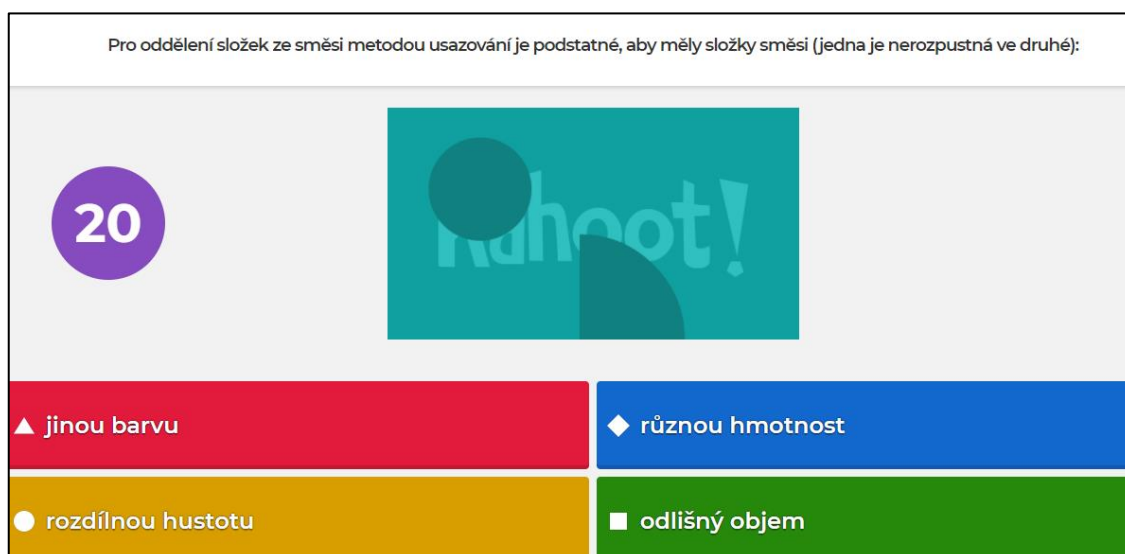 Pro oddělení složek ze směsi metodou usazování je podstatné, aby měly složky směsi (jedna je nerozpustná ve druhé):
20
Kahoot!
jinou barvu
různou hmotnost
rozdílnou hustotu
odlišný objem